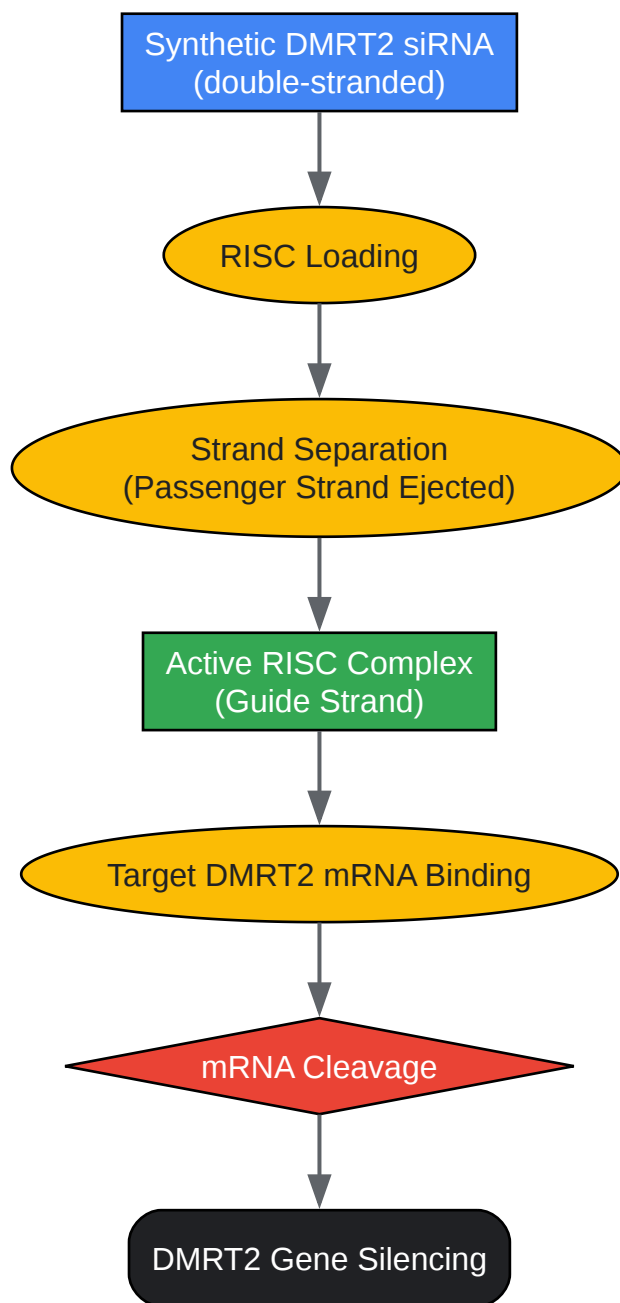 Synthetic DMRT2 siRNA
(double-stranded)
RISC Loading
Strand Separation
(Passenger Strand Ejected)
Active RISC Complex
(Guide Strand)
Target DMRT2 mRNA Binding
mRNA Cleavage
DMRT2 Gene Silencing